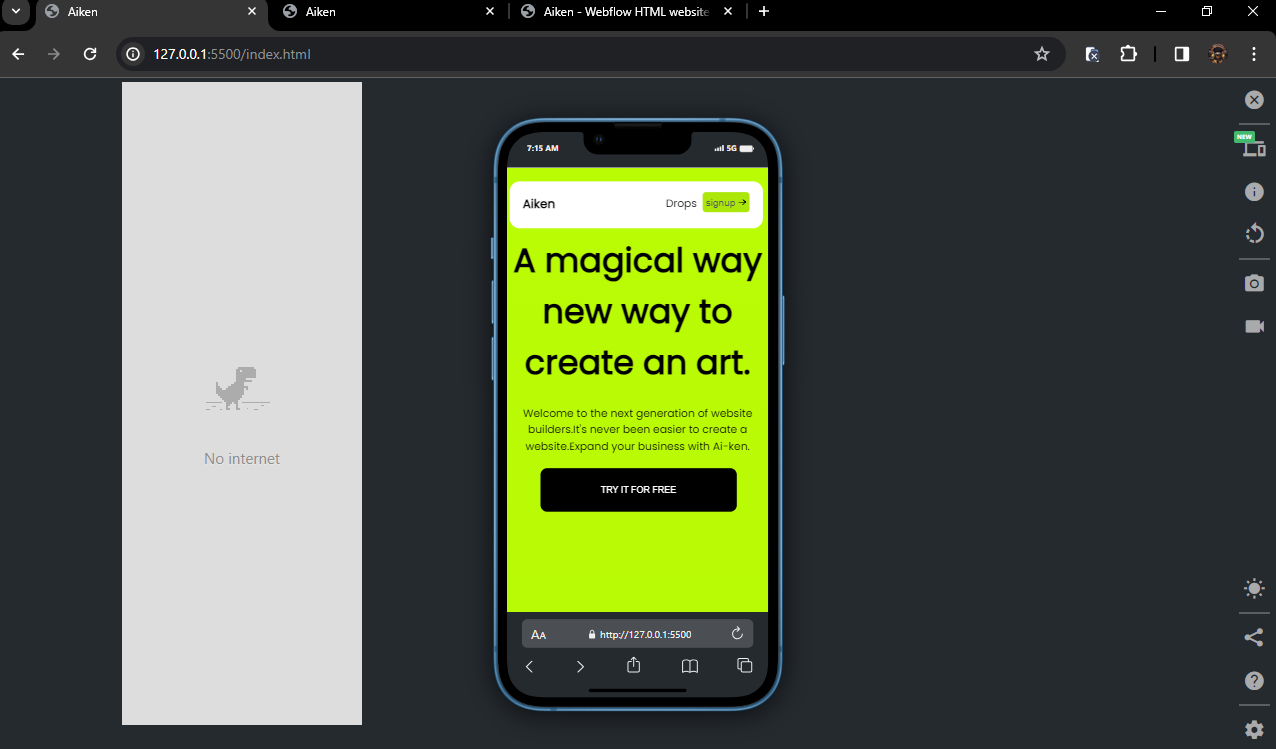 Aiken
Aiken
Aiken - Webflow HTML website
127.0.0.1:5500/index.html
NEW
No internet
7:15 AM
5G
Aiken
Drops
signup →
A magical way
new way to
create an art.
Welcome to the next generation of website
builders.It's never been easier to create a
website.Expand your business with Ai-ken.
TRY IT FOR FREE
AA
http://127.0.0.1:5500